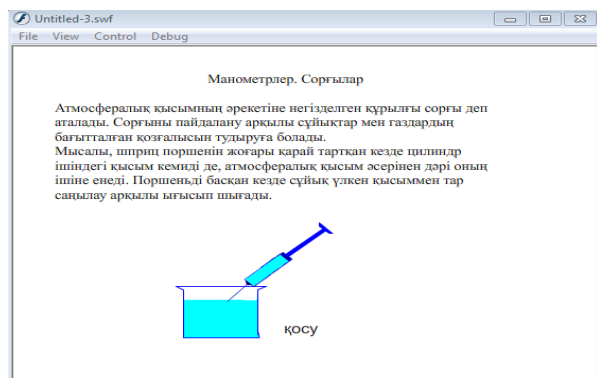 Untitled-3.swf
File View Control Debug
Манометрлер. Сорғылар
Атмосфералық қысымның әрекетіне негізделген құрылғы сорғы деп
аталады. Сорғыны пайдалану арқылы сұйықтар мен газдардың
бағытталған қозғалысын тудыруға болады.
Мысалы, шприц поршенін жоғары қарай тартқан кезде цилиндр
ішіндегі қысым кемиді де, атмосфералық қысым әсерінен дәрі оның
ішіне енеді. Поршеньді басқан кезде сұйық үлкен қысыммен тар
саңылау арқылы ығысып шығады.
қосу